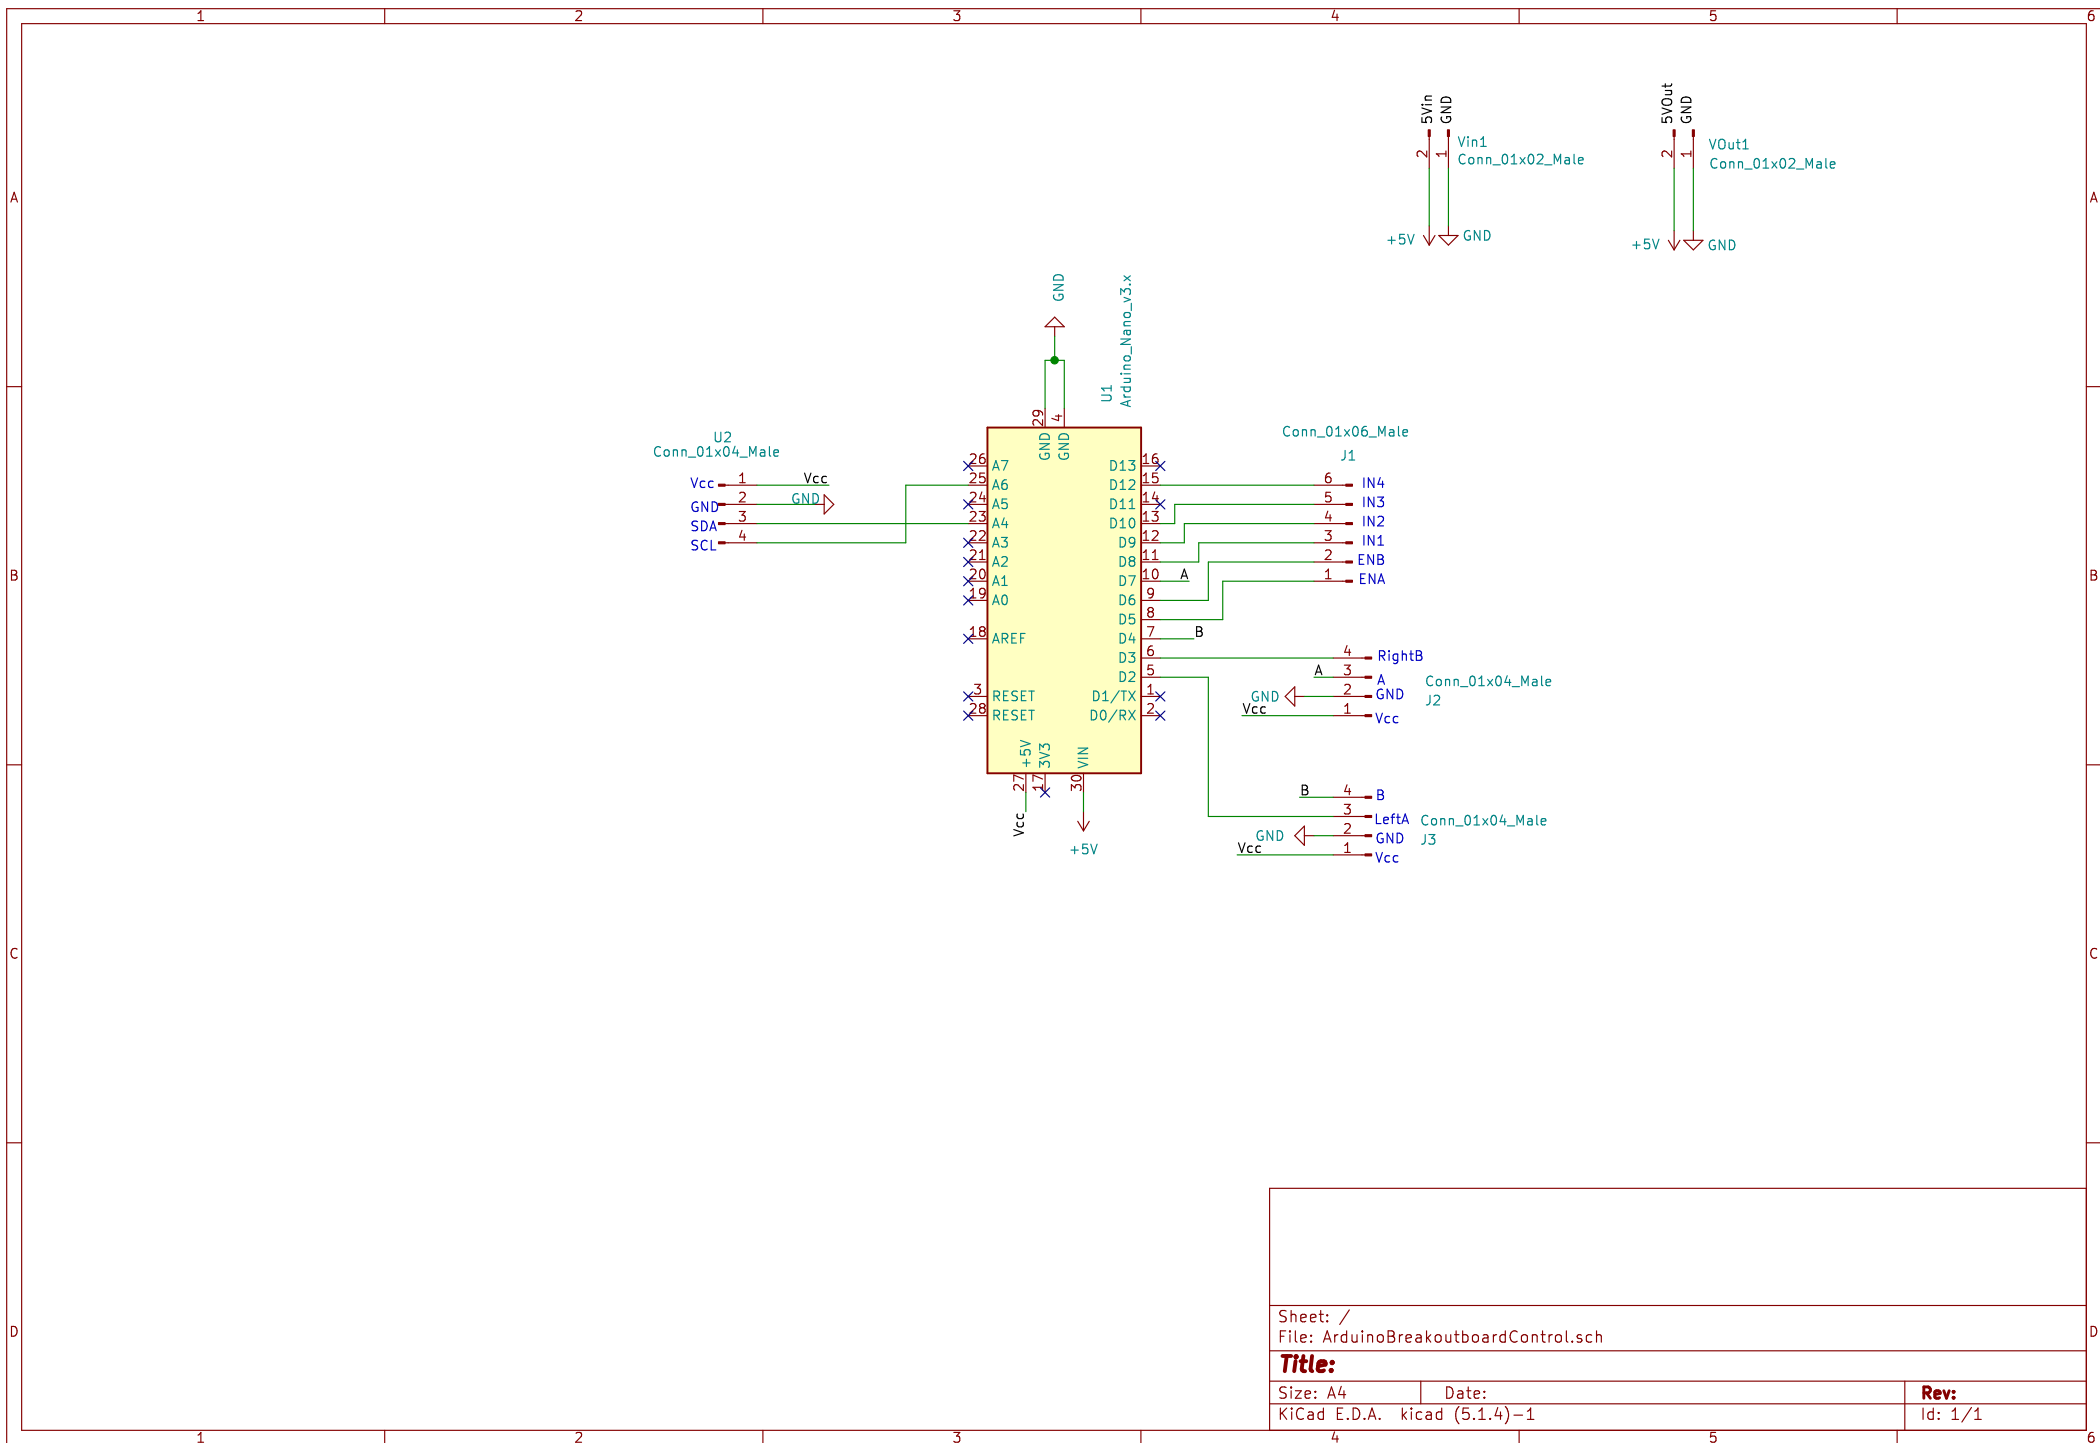 1 2 3 4 5 6
A A
B B
C C
D D
5Vin
GND
2
1
Vin1
Conn_01x02_Male
+5V
GND
5VOut
GND
2
1
VOut1
Conn_01x02_Male
+5V
GND
GND
U1
Arduino_Nano_v3.x
29
4
GND
GND
U2
Conn_01x04_Male
Vcc 1 Vcc
GND 2 GND
SDA 3
SCL 4
26 A7
25 A6
24 A5
23 A4
22 A3
21 A2
20 A1
19 A0
18 AREF
3 RESET
28 RESET
D13 16
D12 15
D11 14
D10 13
D9 12
D8 11
D7 10 A
D6 9
D5 8
D4 7 B
D3 6
D2 5
D1/TX 1
D0/RX 2
+5V
3V3
VIN
27
17
30
Vcc
+5V
Conn_01x06_Male
J1
6 IN4
5 IN3
4 IN2
3 IN1
2 ENB
1 ENA
4 RightB
A 3 A
GND 2 GND
Vcc 1 Vcc
Conn_01x04_Male
J2
B 4 B
3 LeftA
GND 2 GND
Vcc 1 Vcc
Conn_01x04_Male
J3
Sheet: /
File: ArduinoBreakoutboardControl.sch
Title:
Size: A4 Date: Rev:
KiCad E.D.A. kicad (5.1.4)-1 Id: 1/1
1 2 3 4 5 6